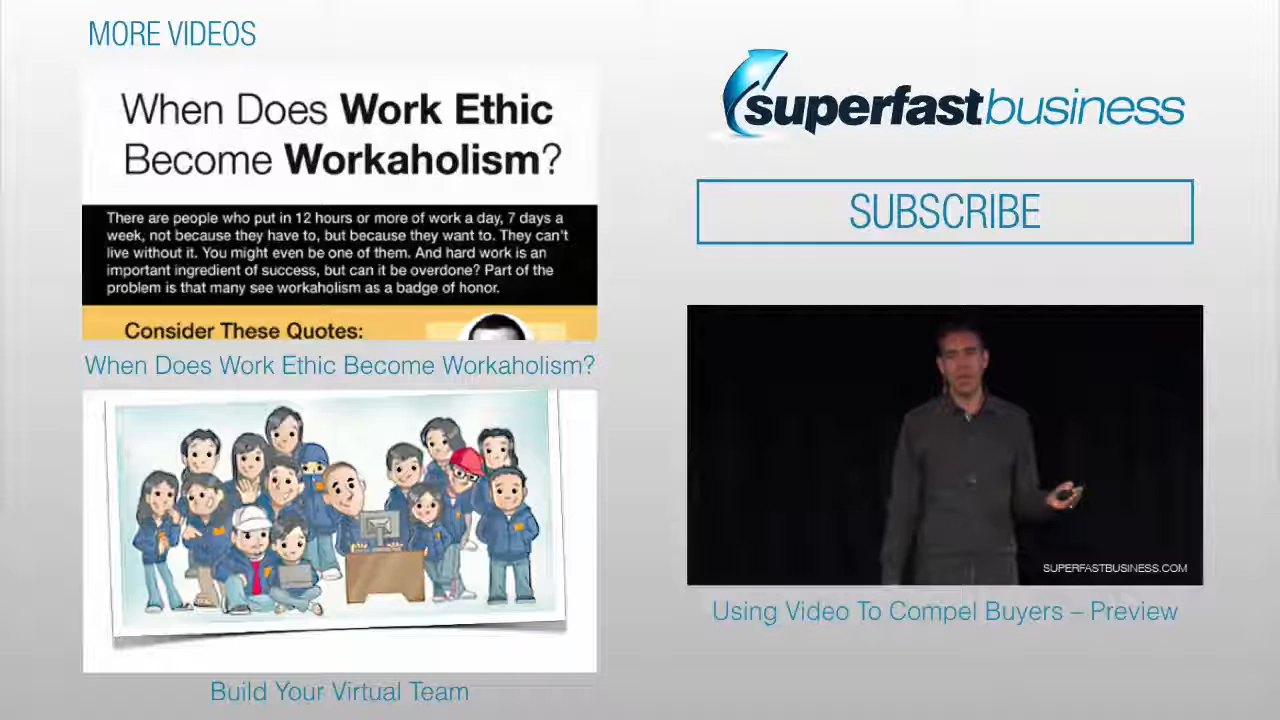 MORE VIDEOS
When Does Work Ethic
Become Workaholism?
There are people who put in 12 hours or more of work a day, 7 days a
week, not because they have to, but because they want to. They can't
live without it. You might even be one of them. And hard work is an
important ingredient of success, but can it be overdone? Part of the
problem is that many see workaholism as a badge of honor.
Consider These Quotes:
When Does Work Ethic Become Workaholism?
Build Your Virtual Team
superfastbusiness
SUBSCRIBE
SUPERFASTBUSINESS.COM
Using Video To Compel Buyers – Preview